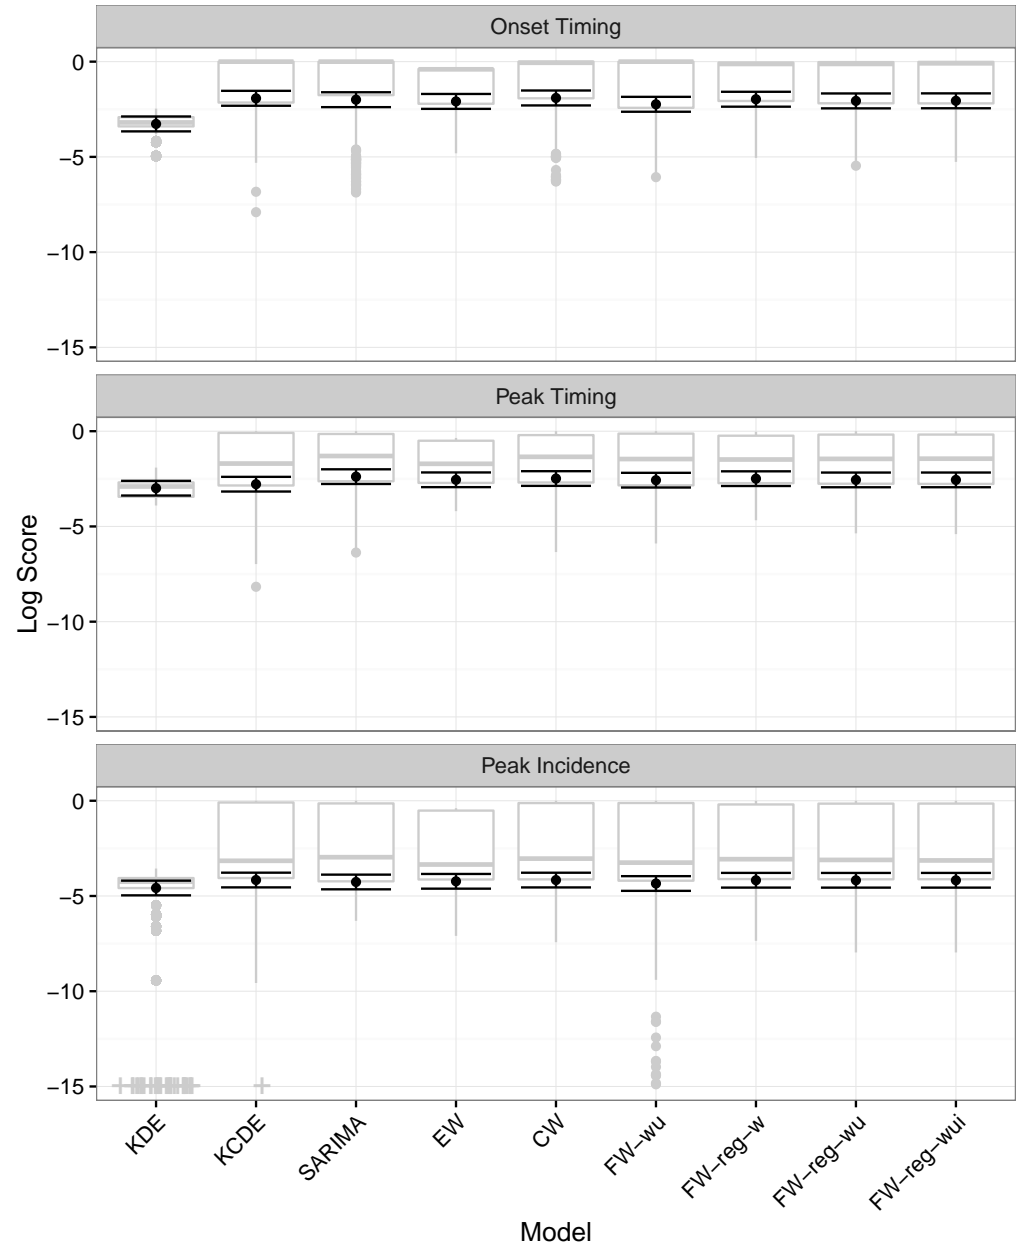 Onset Timing
0
−5
−10
−15
Peak Timing
0
−5
−10
−15
Peak Incidence
0
−5
−10
−15
Log Score
KDE
KCDE
SARIMA
EW
CW
FW−wu
FW−reg−w
FW−reg−wu
FW−reg−wui
Model